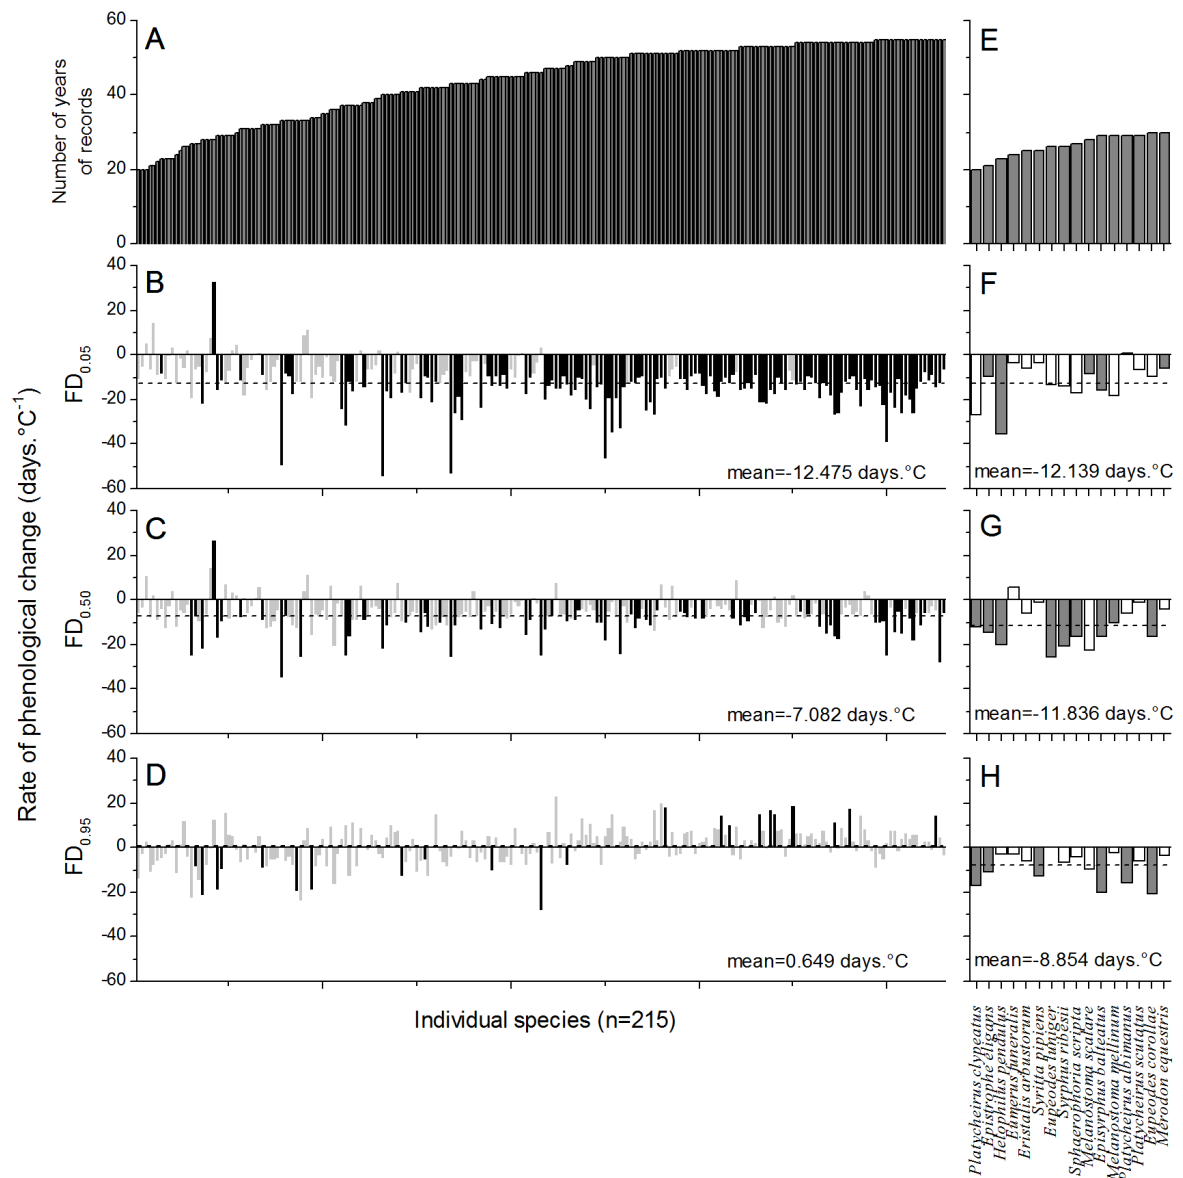 A
E
Number of years
of records
60
40
20
0
B
F
FD0.05
40
20
0
-20
-40
-60
mean=-12.475 days.°C
mean=-12.139 days.°C
Rate of phenological change (days.°C-1)
C
G
FD0.50
40
20
0
-20
-40
-60
mean=-7.082 days.°C
mean=-11.836 days.°C
D
H
FD0.95
40
20
0
-20
-40
-60
mean=0.649 days.°C
mean=-8.854 days.°C
Individual species (n=215)
Platycheirus clypeatus
Epistrophe eligans
Helophilus pendulus
Eumerus funeralis
Eristalis arbustorum
Syritta pipiens
Eupeodes luniger
Syrphus ribesii
Sphaerophoria scripta
Melanostoma scalare
Episyrphus balteatus
Melanostoma mellinum
Platycheirus albimanus
Platycheirus scutatus
Eupeodes corollae
Merodon equestris